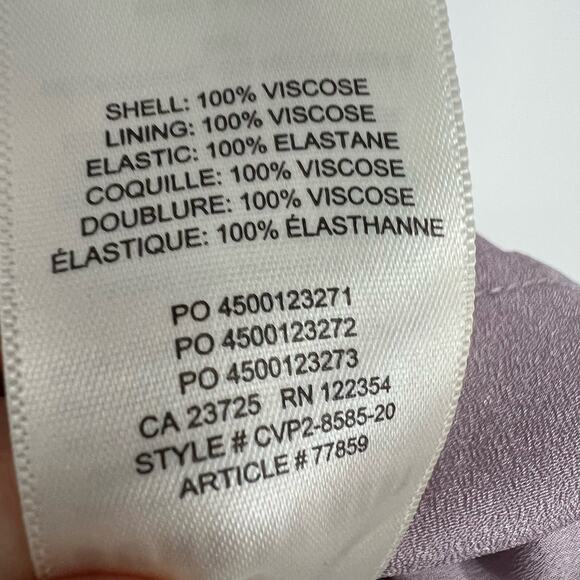 SHELL: 100% VISCOSE
LINING: 100% VISCOSE
ELASTIC: 100% ELASTANE
COQUILLE: 100% VISCOSE
DOUBLURE: 100% VISCOSE
ÉLASTIQUE: 100% ÉLASTHANNE
PO 4500123271
PO 4500123272
PO 4500123273
CA 23725 RN 122354
STYLE # CVP2-8585-20
ARTICLE # 77859